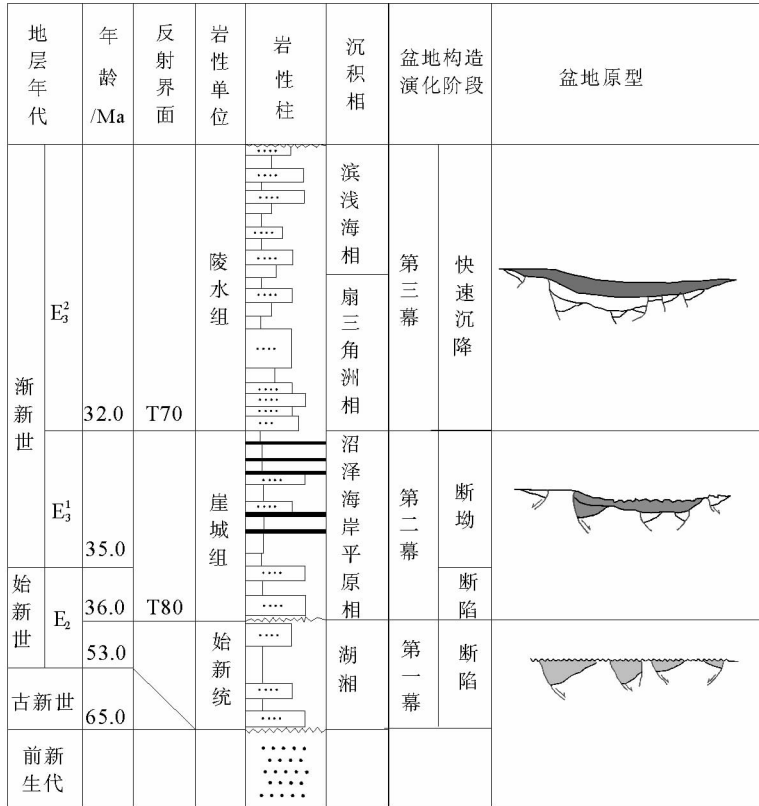 地层年代
年龄/Ma
反射界面
岩性单位
岩性柱
沉积相
盆地构造
演化阶段
盆地原型
渐新世
E₃²
32.0
T70
陵水组
滨浅海相
扇三角洲相
第三幕
快速沉降
E₃¹
35.0
崖城组
沼泽海岸平原相
第二幕
断坳
始新世
E₂
36.0
T80
断陷
53.0
始新统
湖湘
第一幕
断陷
古新世
65.0
前新
生代